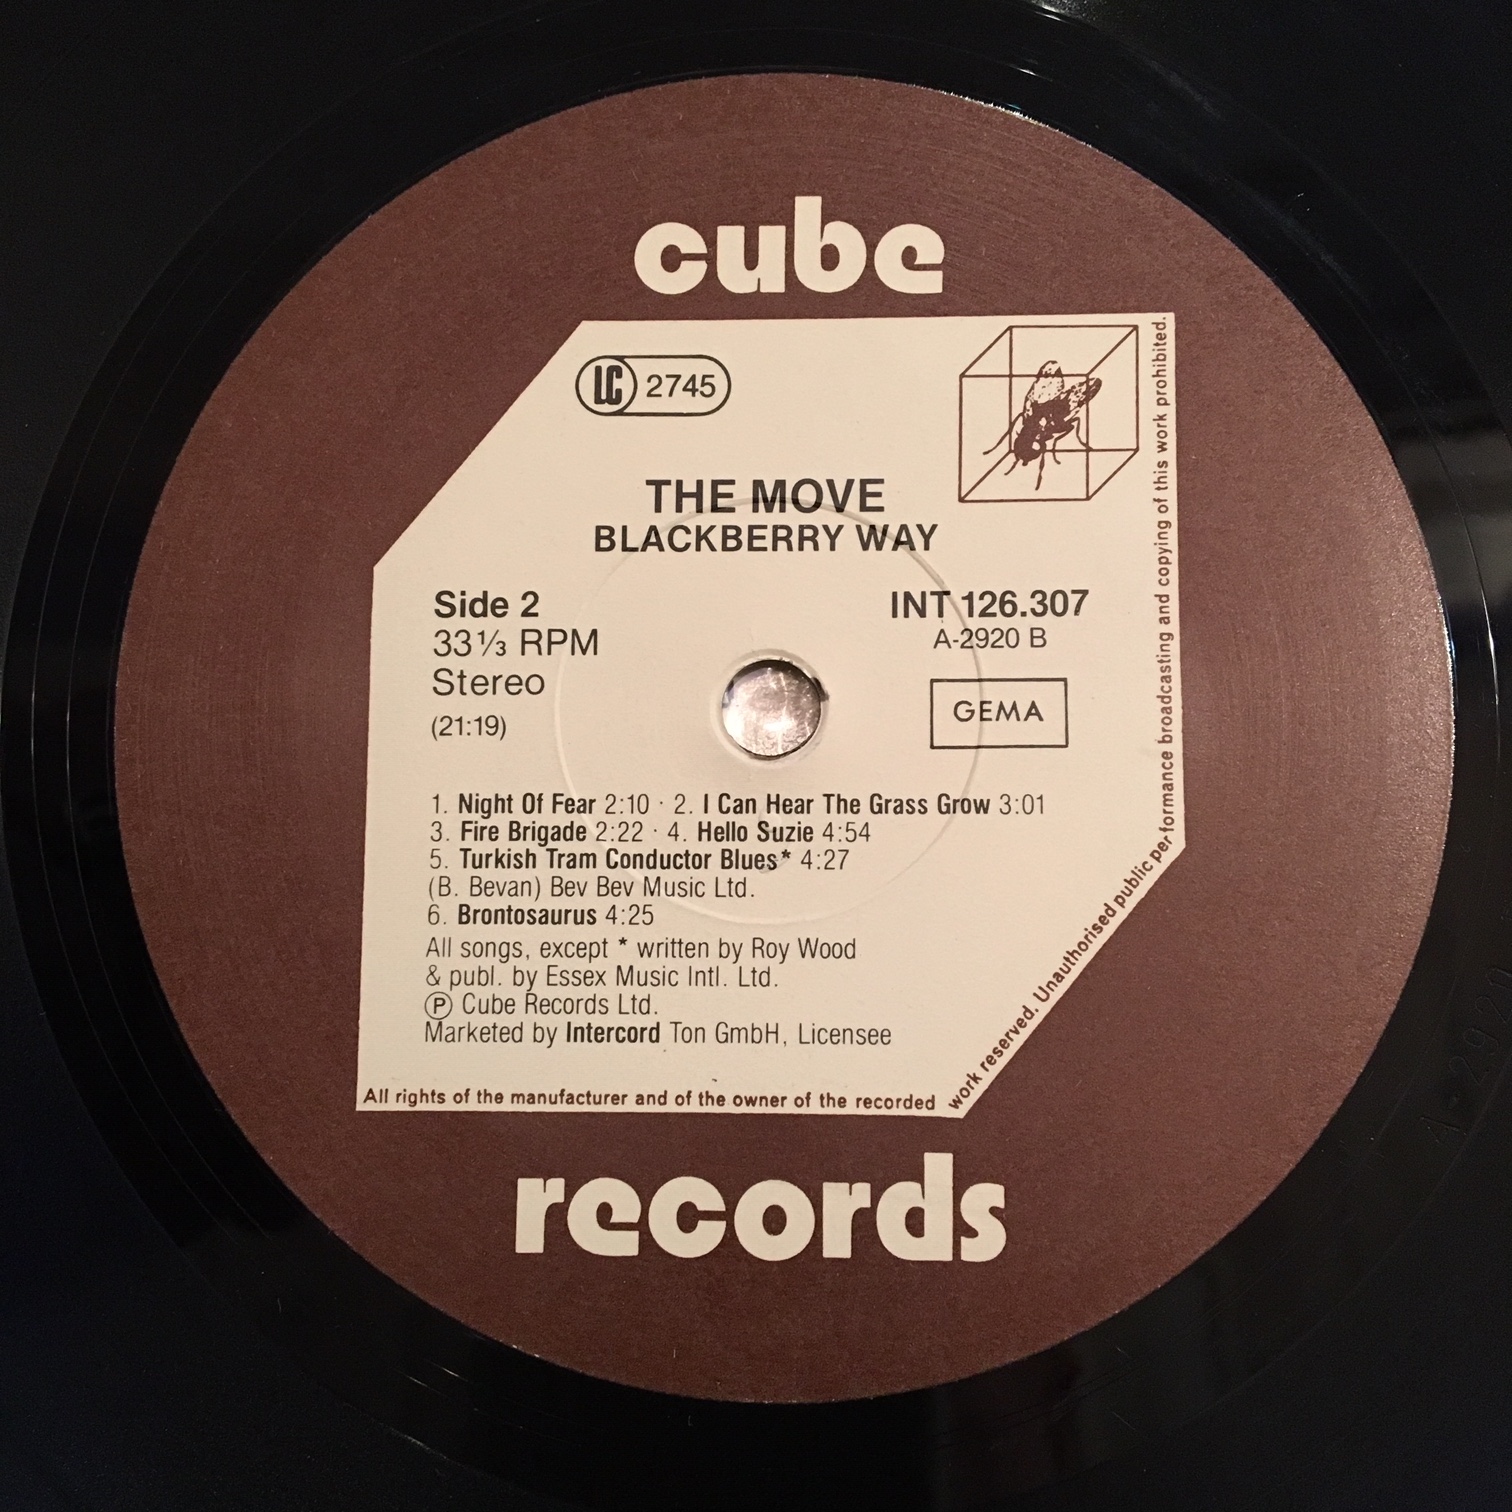 cube
LC 2745
THE MOVE
BLACKBERRY WAY
Side 2
33 ⅓ RPM
Stereo
(21:19)
INT 126.307
A-2920 B
GEMA
1. Night Of Fear 2:10 · 2. I Can Hear The Grass Grow 3:01
3. Fire Brigade 2:22 · 4. Hello Suzie 4:54
5. Turkish Tram Conductor Blues* 4:27
(B. Bevan) Bev Bev Music Ltd.
6. Brontosaurus 4:25
All songs, except * written by Roy Wood
& publ. by Essex Music Intl. Ltd.
Ⓟ Cube Records Ltd.
Marketed by Intercord Ton GmbH, Licensee
All rights of the manufacturer and of the owner of the recorded
work reserved. Unauthorised public performance broadcasting and copying of this work prohibited.
records